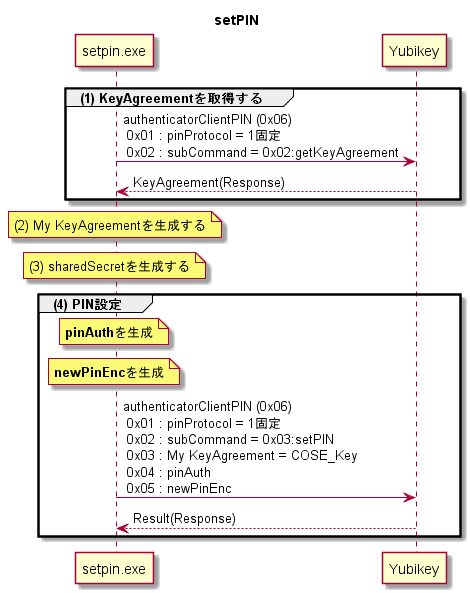 setPIN
setpin.exe
Yubikey
(1) KeyAgreementを取得する
authenticatorClientPIN (0x06)
0x01 : pinProtocol = 1固定
0x02 : subCommand = 0x02:getKeyAgreement
KeyAgreement(Response)
(2) My KeyAgreementを生成する
(3) sharedSecretを生成する
(4) PIN設定
pinAuthを生成
newPinEncを生成
authenticatorClientPIN (0x06)
0x01 : pinProtocol = 1固定
0x02 : subCommand = 0x03:setPIN
0x03 : My KeyAgreement = COSE_Key
0x04 : pinAuth
0x05 : newPinEnc
Result(Response)
setpin.exe
Yubikey